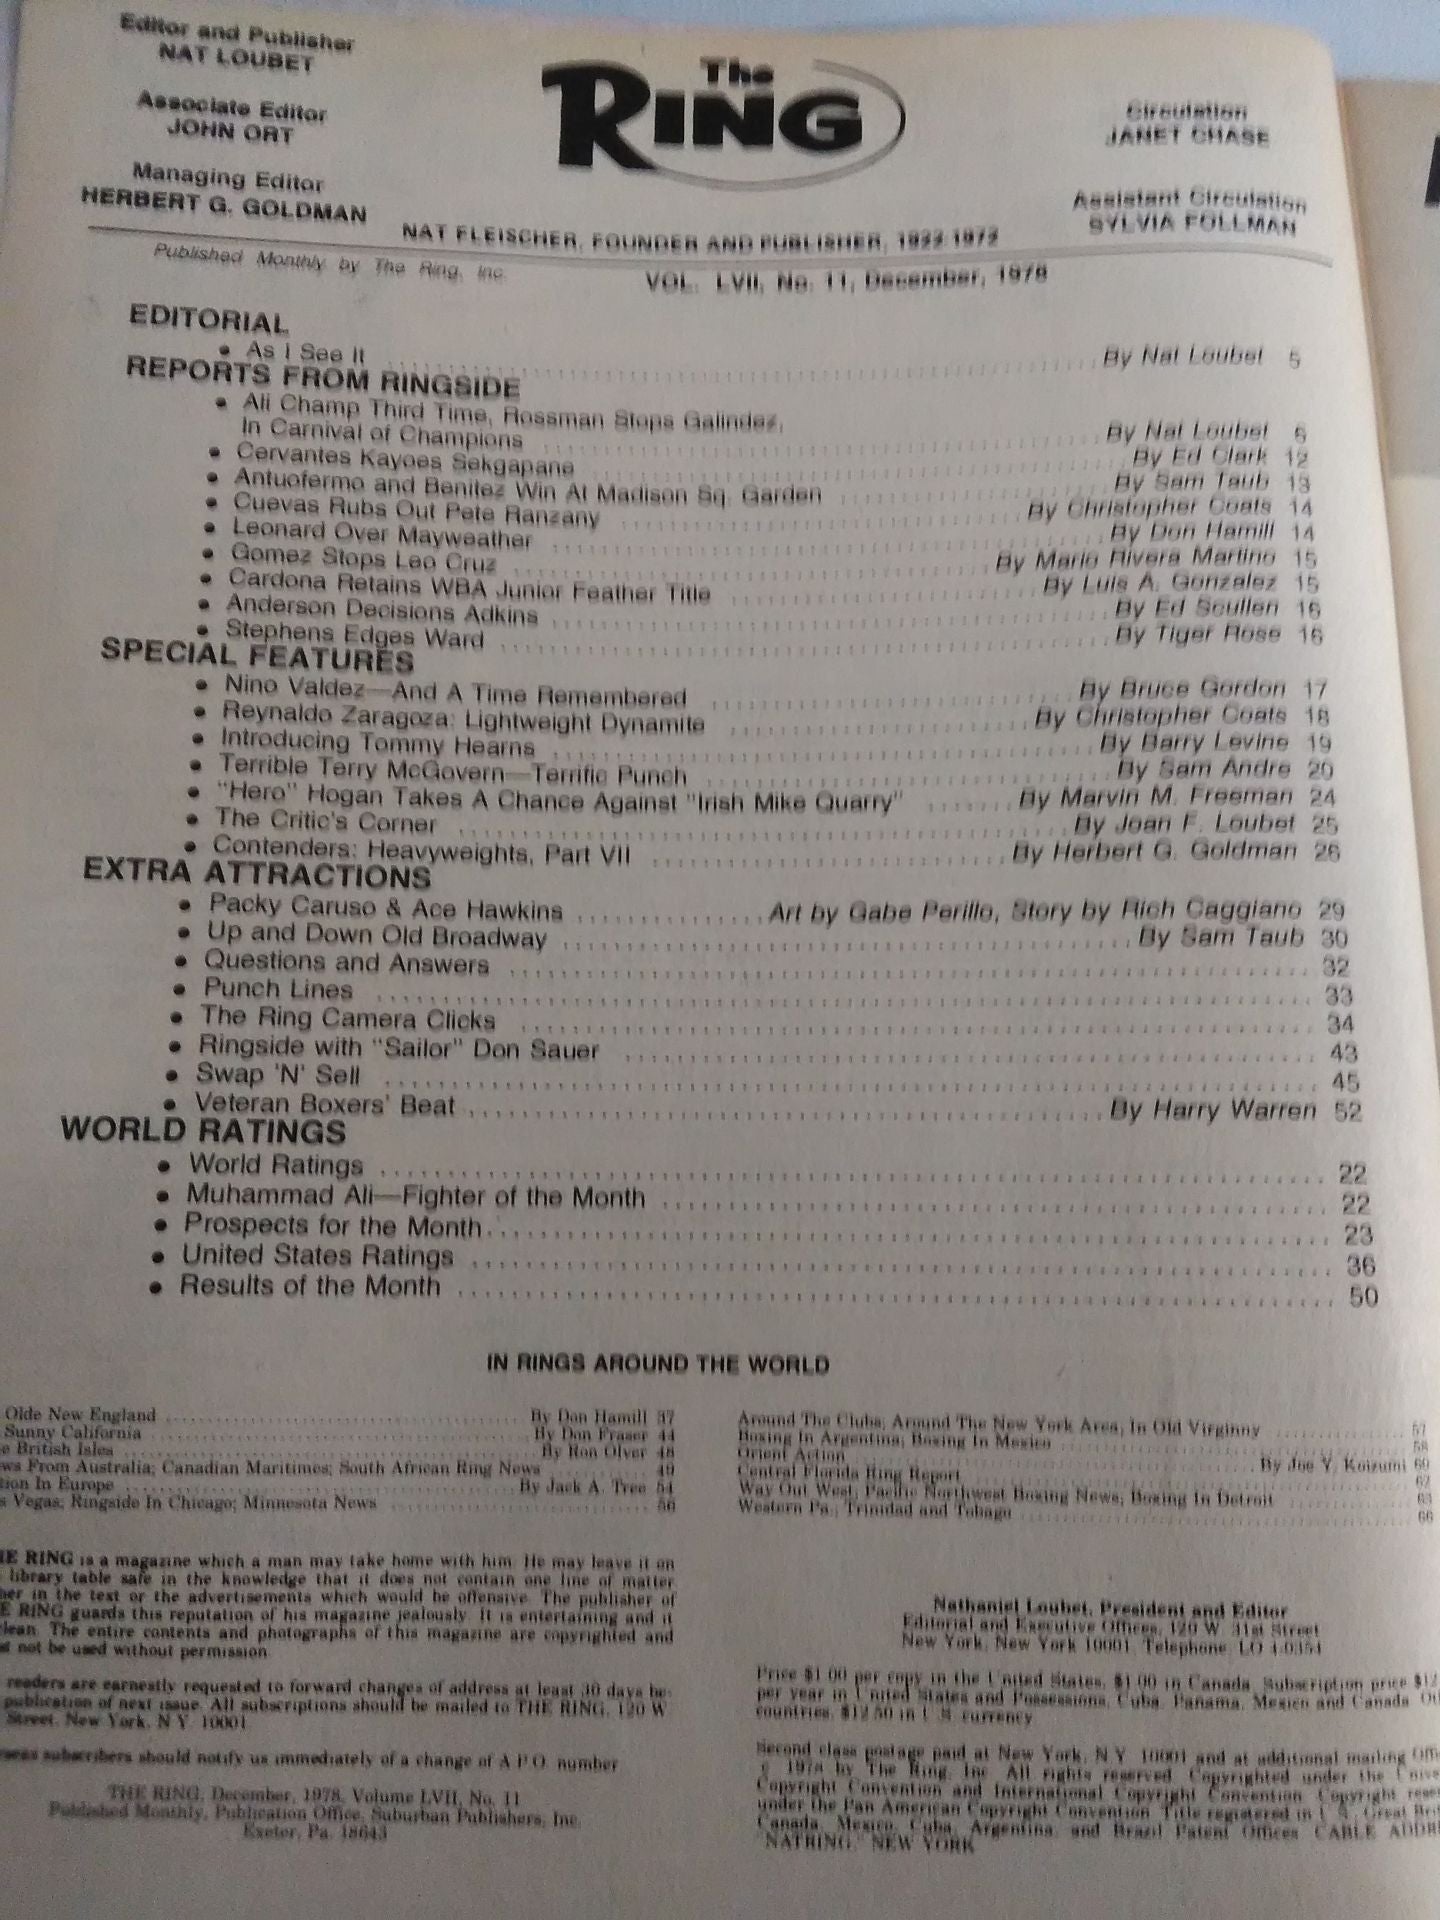 Editor and Publisher
NAT LOUBET
Associate Editor
JOHN ORT
Managing Editor
HERBERT G. GOLDMAN
The
RING
Circulation
JANET CHASE
Assistant Circulation
SYLVIA FOLLMAN
NAT FLEISCHER, FOUNDER AND PUBLISHER, 1922-1972
Published Monthly by The Ring, Inc.
VOL. LVII, No. 11, December, 1978
EDITORIAL
• As I See It By Nat Loubet 5
REPORTS FROM RINGSIDE
• Ali Champ Third Time, Rossman Stops Galindez,
In Carnival of Champions By Nat Loubet 6
• Cervantes Kayoes Sekgapane By Ed Clark 12
• Antuofermo and Benitez Win At Madison Sq. Garden By Sam Taub 13
• Cuevas Rubs Out Pete Ranzany By Christopher Coats 14
• Leonard Over Mayweather By Don Hamill 14
• Gomez Stops Leo Cruz By Mario Rivera Martino 15
• Cardona Retains WBA Junior Feather Title By Luis A. Gonzalez 15
• Anderson Decisions Adkins By Ed Scullen 16
• Stephens Edges Ward By Tiger Rose 16
SPECIAL FEATURES
• Nino Valdez—And A Time Remembered By Bruce Gordon 17
• Reynaldo Zaragoza: Lightweight Dynamite By Christopher Coats 18
• Introducing Tommy Hearns By Barry Levine 19
• Terrible Terry McGovern—Terrific Punch By Sam Andre 20
• "Hero" Hogan Takes A Chance Against "Irish Mike Quarry" By Marvin M. Freeman 24
• The Critic's Corner By Joan F. Loubet 25
• Contenders: Heavyweights, Part VII By Herbert G. Goldman 26
EXTRA ATTRACTIONS
• Packy Caruso & Ace Hawkins Art by Gabe Perillo, Story by Rich Caggiano 29
• Up and Down Old Broadway By Sam Taub 30
• Questions and Answers 32
• Punch Lines 33
• The Ring Camera Clicks 34
• Ringside with "Sailor" Don Sauer 43
• Swap 'N' Sell 45
• Veteran Boxers' Beat By Harry Warren 52
WORLD RATINGS
• World Ratings 22
• Muhammad Ali—Fighter of the Month 22
• Prospects for the Month 23
• United States Ratings 36
• Results of the Month 50
IN RINGS AROUND THE WORLD
Olde New England By Don Hamill 37
Sunny California By Don Fraser 44
e British Isles By Ron Olver 48
ws From Australia; Canadian Maritimes; South African Ring News 49
tion In Europe By Jack A. Tree 54
s Vegas; Ringside In Chicago; Minnesota News 56
Around The Clubs; Around The New York Area; In Old Virginny 57
Boxing In Argentina; Boxing In Mexico 58
Orient Action By Joe Y. Koizumi 60
Central Florida Ring Report 62
Way Out West; Pacific Northwest Boxing News; Boxing In Detroit 63
Western Pa.; Trinidad and Tobago 66
HE RING is a magazine which a man may take home with him. He may leave it on
library table safe in the knowledge that it does not contain one line of matter
her in the text or the advertisements which would be offensive. The publisher of
E RING guards this reputation of his magazine jealously. It is entertaining and it
lean. The entire contents and photographs of this magazine are copyrighted and
st not be used without permission.
readers are earnestly requested to forward changes of address at least 30 days be-
publication of next issue. All subscriptions should be mailed to THE RING, 120 W.
Street, New York, N.Y. 10001.
rseas subscribers should notify us immediately of a change of A.P.O. number
THE RING, December, 1978, Volume LVII, No. 11
Published Monthly, Publication Office, Suburban Publishers, Inc.
Exeter, Pa. 18643
Nathaniel Loubet, President and Editor
Editorial and Executive Offices, 120 W. 31st Street
New York, New York 10001, Telephone, LO 4-0354
Price $1.00 per copy in the United States, $1.00 in Canada. Subscription price $12
per year in United States and Possessions, Cuba, Panama, Mexico and Canada. Ot
countries, $12.50 in U.S. currency
Second class postage paid at New York, N.Y. 10001 and at additional mailing Offi
© 1978 by The Ring, Inc. All rights reserved. Copyrighted under the Unive
Copyright Convention and International Copyright Convention. Copyright rese
under the Pan American Copyright Convention. Title registered in U.S., Great Bri
Canada, Mexico, Cuba, Argentina, and Brazil Patent Offices. CABLE ADDR
"NATRING," NEW YORK